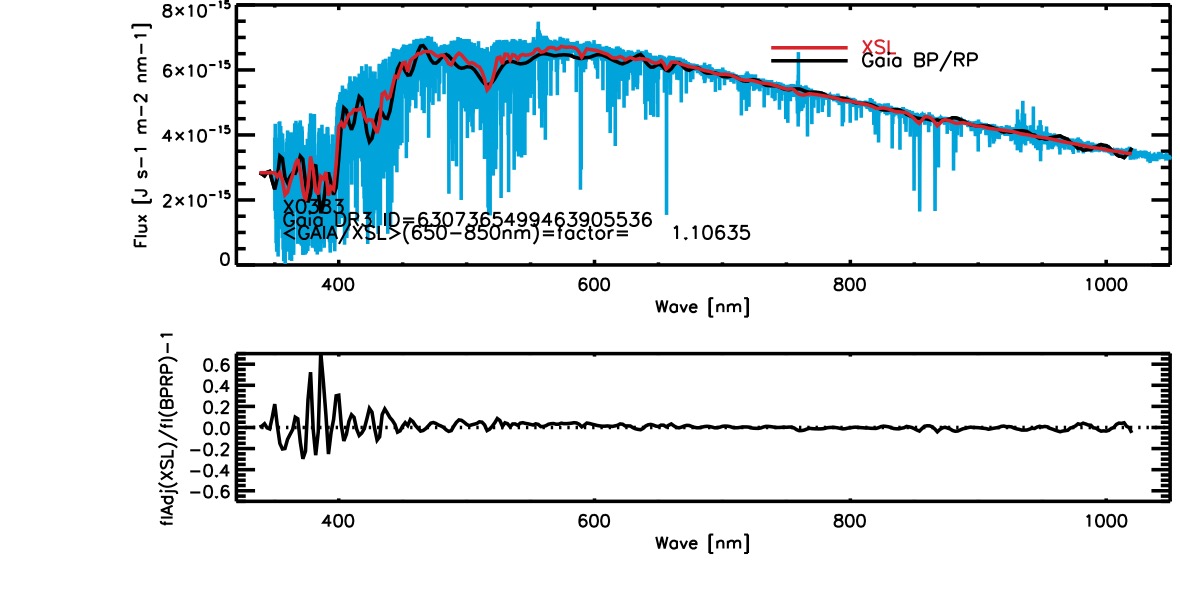 8×10−15
6×10−15
4×10−15
2×10−15
0
Flux [J s−1 m−2 nm−1]
XSL
Gaia BP/RP
X0383
Gaia DR3 ID=6307365499463905536
<GAIA/XSL>(650−850nm)=factor= 1.10635
400 600 800 1000
Wave [nm]
flAdj(XSL)/fl(BPRP)−1
0.6
0.4
0.2
0.0
−0.2
−0.4
−0.6
400 600 800 1000
Wave [nm]